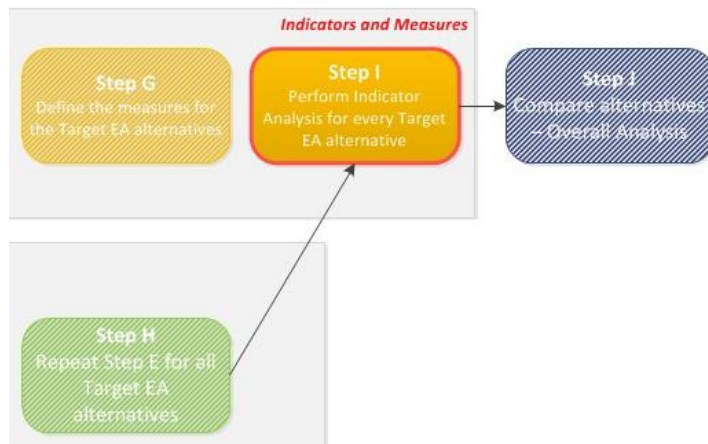 Indicators and Measures
Step G
Define the measures for
the Target EA alternatives
Step I
Perform Indicator
Analysis for every Target
EA alternative
Step J
Compare alternatives
– Overall Analysis
Step H
Repeat Step E for all
Target EA
alternatives